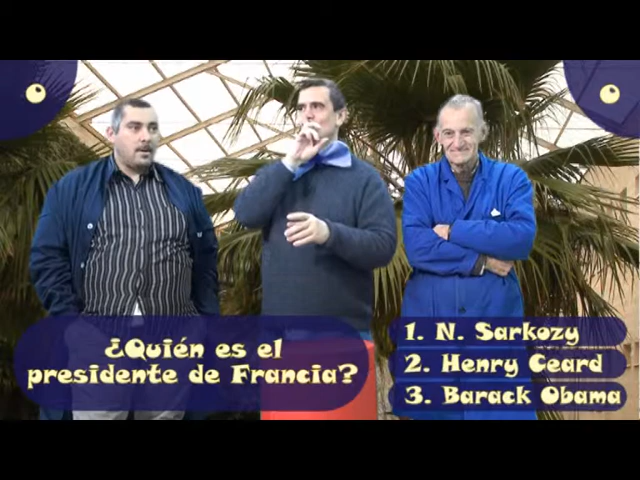 ¿Quién es el
presidente de Francia?
1. N. Sarkozy
2. Henry Ceard
3. Barack Obama